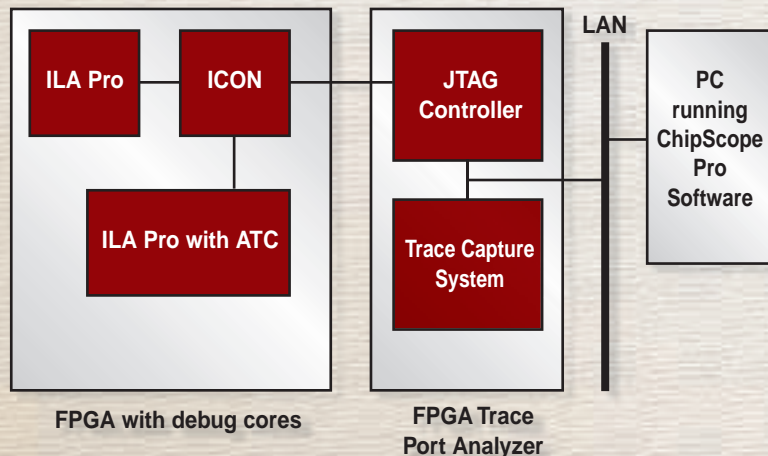 LAN
ILA Pro
ICON
ILA Pro with ATC
JTAG
Controller
Trace Capture
System
PC
running
ChipScope
Pro
Software
FPGA with debug cores
FPGA Trace
Port Analyzer